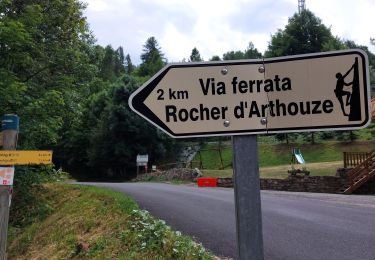 Via ferrata
2 km
Rocher d'Arthouze